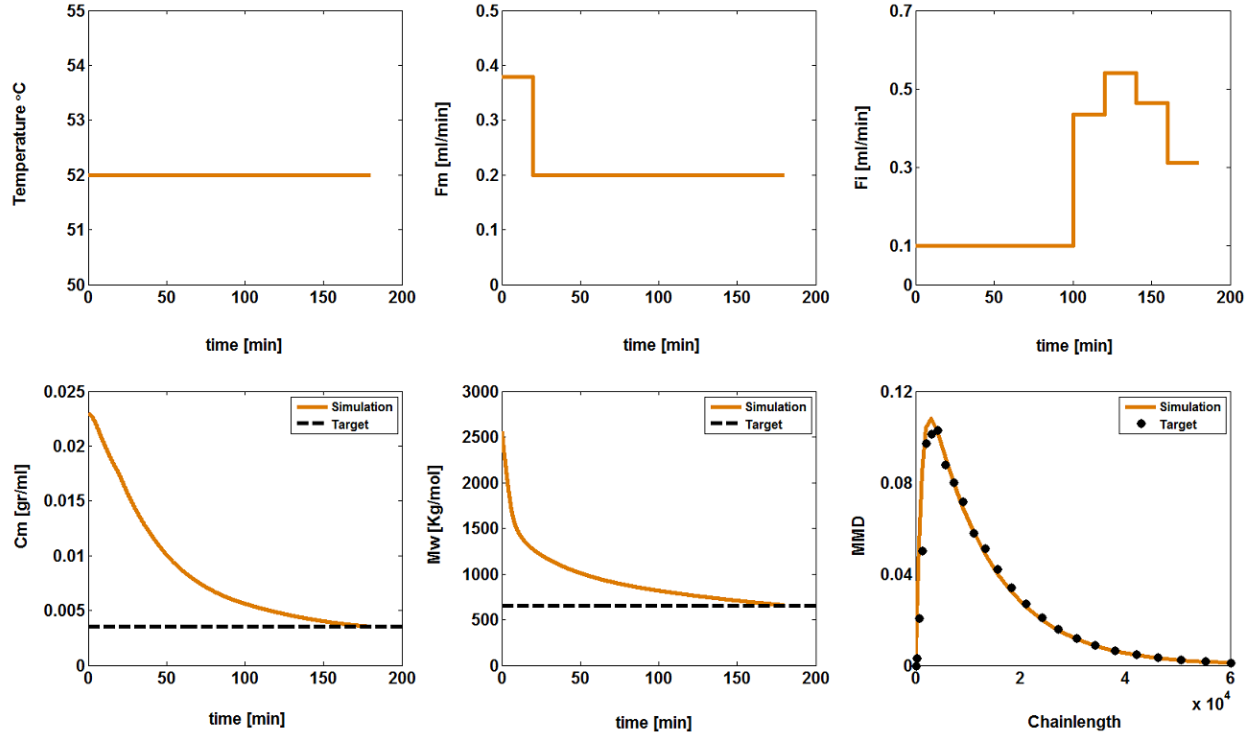 55
54
53
52
51
50
0 50 100 150 200
Temperature °C
time [min]
0.5
0.4
0.3
0.2
0.1
0
0 50 100 150 200
Fm [ml/min]
time [min]
0.7
0.5
0.3
0.1
0
0 50 100 150 200
Fi [ml/min]
time [min]
0.025
0.02
0.015
0.01
0.005
0
0 50 100 150 200
Cm [gr/ml]
time [min]
Simulation
Target
3000
2500
2000
1500
1000
500
0
0 50 100 150 200
Mw [Kg/mol]
time [min]
Simulation
Target
0.12
0.08
0.04
0
0 2 4 6
x 10^4
MMD
Chainlength
Simulation
Target